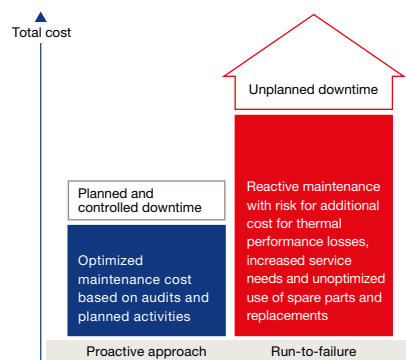 Total cost
Unplanned downtime
Planned and
controlled downtime
Optimized
maintenance cost
based on audits and
planned activities
Reactive maintenance
with risk for additional
cost for thermal
performance losses,
increased service
needs and unoptimized
use of spare parts and
replacements
Proactive approach
Run-to-failure